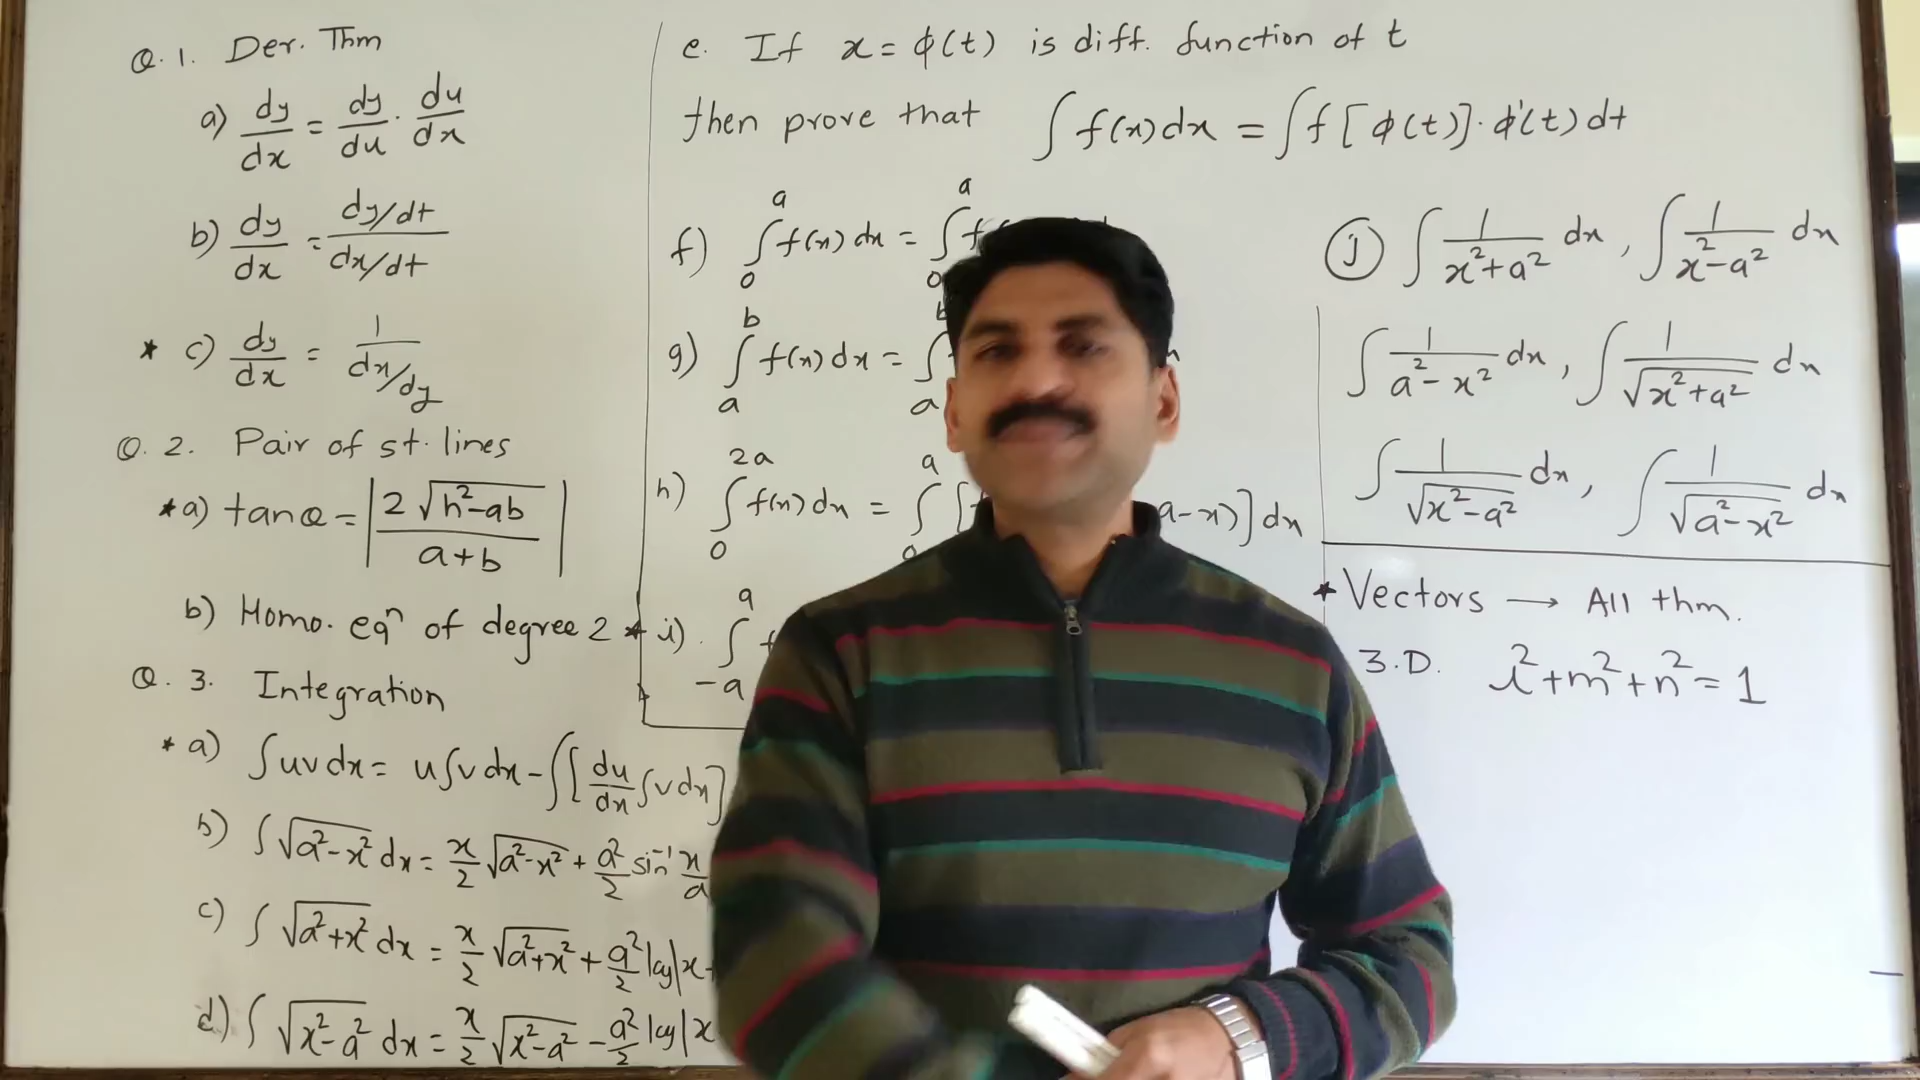 Q. 1. Der. Thm
a) dy/dx = dy/du · du/dx
b) dy/dx = (dy/dt)/(dx/dt)
* c) dy/dx = 1/(dx/dy)
Q. 2. Pair of st. lines
* a) tanθ = |2√(h²-ab)/(a+b)|
b) Homo. eqⁿ of degree 2
Q. 3. Integration
* a) ∫uv dx = u∫v dx - ∫[du/dx ∫v dx]
b) ∫√(a²-x²) dx = x/2 √(a²-x²) + a²/2 sin⁻¹ x/a
c) ∫√(a²+x²) dx = x/2 √(a²+x²) + a²/2 log|x+
d) ∫√(x²-a²) dx = x/2 √(x²-a²) - a²/2 log|x
e. If x = φ(t) is diff. function of t
then prove that ∫f(x)dx = ∫f[φ(t)]·φ'(t)dt
f) ∫₀ᵃ f(x) dx = ∫₀ᵃ f
g) ∫ₐᵇ f(x) dx = ∫ₐᵇ
h) ∫₀²ᵃ f(x) dx = ∫₀ᵃ [f a-x)] dx
* i) ∫₋ₐᵃ f
j ∫ 1/(x²+a²) dx, ∫ 1/(x²-a²) dx
∫ 1/(a²-x²) dx, ∫ 1/√(x²+a²) dx
∫ 1/√(x²-a²) dx, ∫ 1/√(a²-x²) dx
* Vectors → All thm.
3.D. l²+m²+n²=1